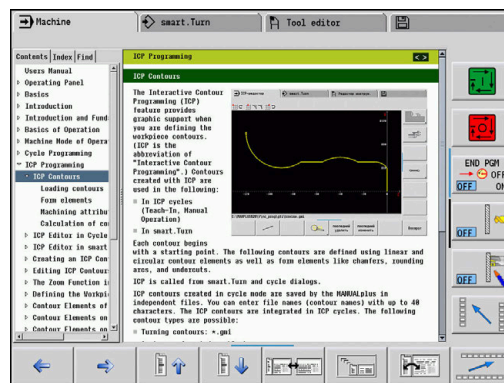 Machine
smart.Turn
Tool editor
Contents Index Find
Users Manual
Operating Panel
Basics
Introduction
Introduction and Fund
Basics of Operation
Machine Mode of Opera
Cycle Programming
ICP Programming
ICP Contours
Loading contours
Form elements
Machining attribu
Calculation of co
ICP Editor in Cycle
ICP Editor in smart
Creating an ICP Con
Editing ICP Contour
The Zoom Function i
Defining the Workpi
Contour Elements of
Contour Elements on
Contour Elements on
ICP Programming
ICP Contours
The Interactive Contour
Programming (ICP)
feature provides
graphic support when
you are defining the
workpiece contours.
(ICP is the
abbreviation of
"Interactive Contour
Programming".) Contours
created with ICP are
used in the following:
In ICP cycles
(Teach-In, Manual
Operation)
In smart.Turn
Each contour begins
with a starting point. The following contours are defined using linear and
circular contour elements as well as form elements like chamfers, rounding
arcs, and undercuts.
ICP is called from smart.Turn and cycle dialogs.
ICP contours created in cycle mode are saved by the MANUALplus in
independent files. You can enter file names (contour names) with up to 40
characters. The ICP contours are integrated in ICP cycles. The following
contour types are possible:
Turning contours: *.gmi
smart.Turn
END PGM
OFF
OFF ON
OFF
OFF